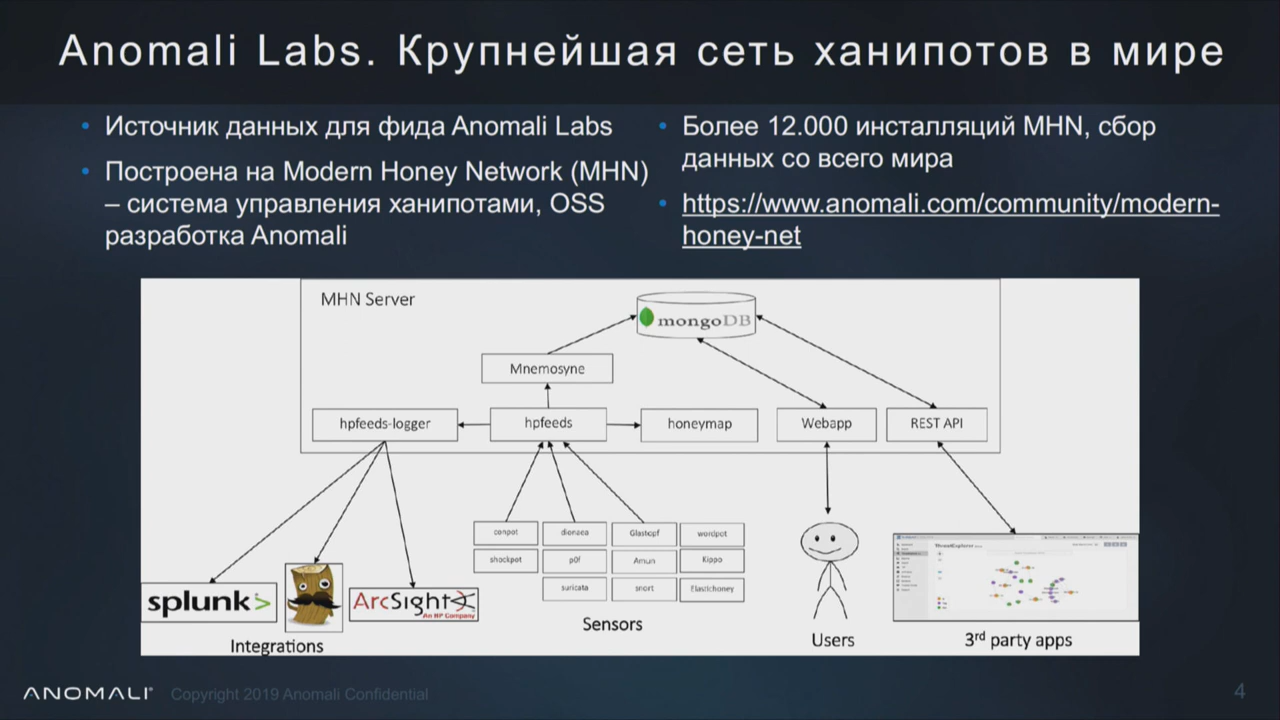 Anomali Labs. Крупнейшая сеть ханипотов в мире
• Источник данных для фида Anomali Labs
• Построена на Modern Honey Network (MHN)
– система управления ханипотами, OSS
разработка Anomali
• Более 12.000 инсталляций MHN, сбор
данных со всего мира
• https://www.anomali.com/community/modern-
honey-net
MHN Server
mongoDB
Mnemosyne
hpfeeds-logger
hpfeeds
honeymap
Webapp
REST API
conpot
dionaea
Glastopf
wordpot
shockpot
p0f
Amun
Kippo
suricata
snort
Elastichoney
splunk>
ArcSight
An HP Company
Integrations
Sensors
Users
3rd party apps
ANOMALI
Copyright 2019 Anomali Confidential
4